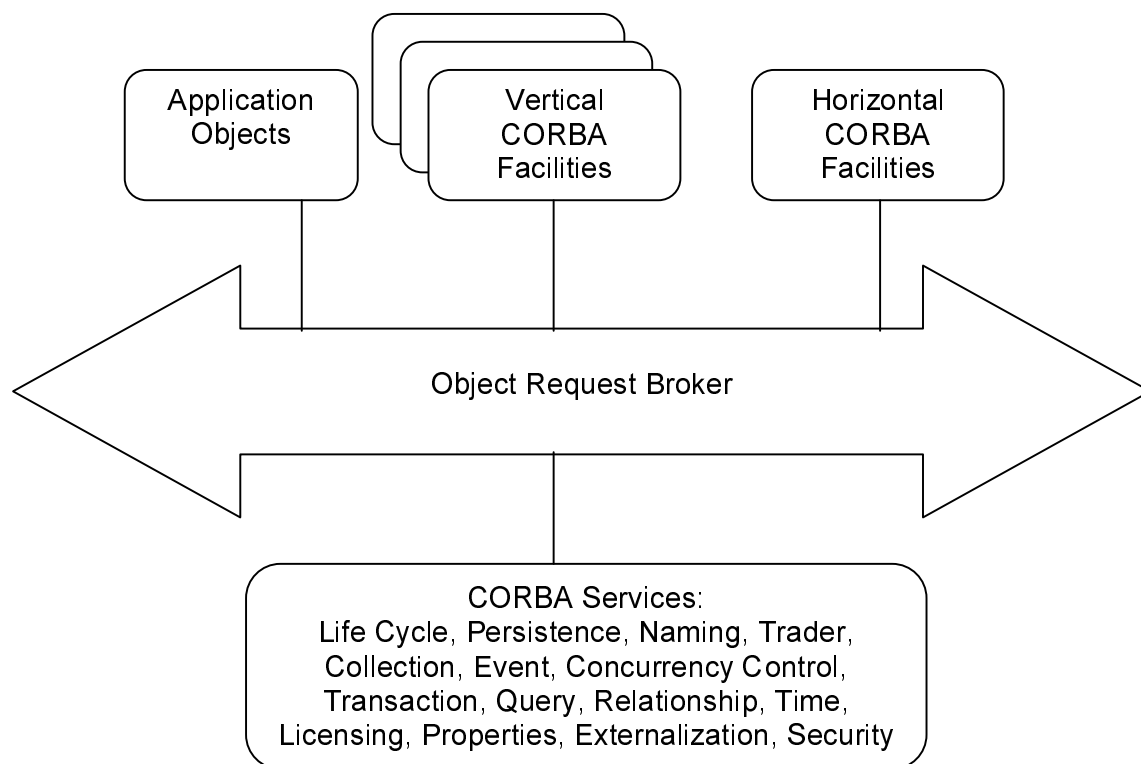 Application
Objects
Vertical
CORBA
Facilities
Horizontal
CORBA
Facilities
Object Request Broker
CORBA Services:
Life Cycle, Persistence, Naming, Trader,
Collection, Event, Concurrency Control,
Transaction, Query, Relationship, Time,
Licensing, Properties, Externalization, Security